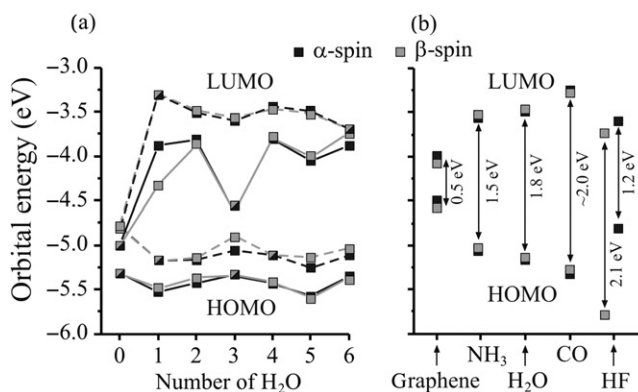 (a)
α-spin
β-spin
(b)
Orbital energy (eV)
-3.0
-3.5
-4.0
-4.5
-5.0
-5.5
-6.0
LUMO
HOMO
0 1 2 3 4 5 6
Number of H₂O
LUMO
0.5 eV
1.5 eV
1.8 eV
~2.0 eV
2.1 eV
1.2 eV
HOMO
NH₃
CO
Graphene
H₂O
HF